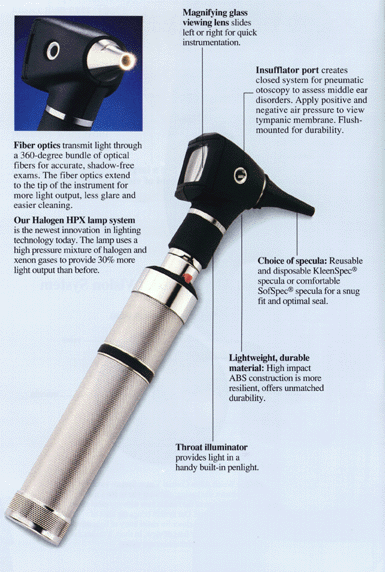 Magnifying glass
viewing lens slides
left or right for quick
instrumentation.
Insufflator port creates
closed system for pneumatic
otoscopy to assess middle ear
disorders. Apply positive and
negative air pressure to view
tympanic membrane. Flush-
mounted for durability.
Fiber optics transmit light through
a 360-degree bundle of optical
fibers for accurate, shadow-free
exams. The fiber optics extend
to the tip of the instrument for
more light output, less glare and
easier cleaning.
Our Halogen HPX lamp system
is the newest innovation in lighting
technology today. The lamp uses a
high pressure mixture of halogen and
xenon gases to provide 30% more
light output than before.
Choice of specula: Reusable
and disposable KleenSpec®
specula or comfortable
SofSpec® specula for a snug
fit and optimal seal.
Lightweight, durable
material: High impact
ABS construction is more
resilient, offers unmatched
durability.
Throat illuminator
provides light in a
handy built-in penlight.